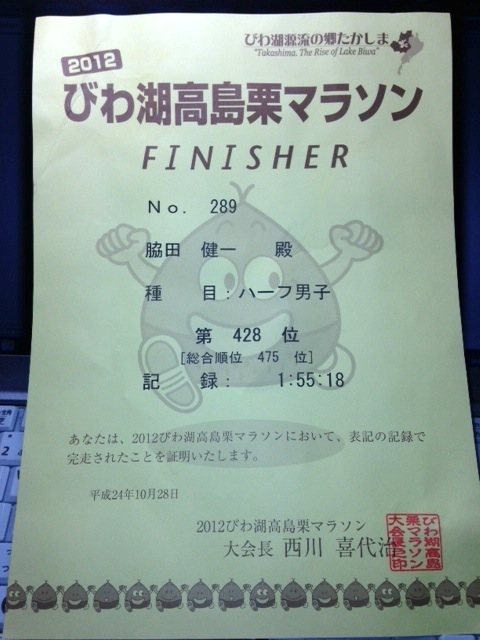 びわ湖源流の郷たかしま
"Takashima. The Rise of Lake Biwa"
2012
びわ湖高島栗マラソン
FINISHER
No. 289
脇田 健一 殿
種 目：ハーフ男子
第 428 位
[総合順位 475 位]
記 録： 1:55:18
あなたは、2012びわ湖高島栗マラソンにおいて、表記の記録で
完走されたことを証明いたします。
平成24年10月28日
2012びわ湖高島栗マラソン
大会長 西川 喜代治
びわ湖高島
栗マラソン
大会長之印